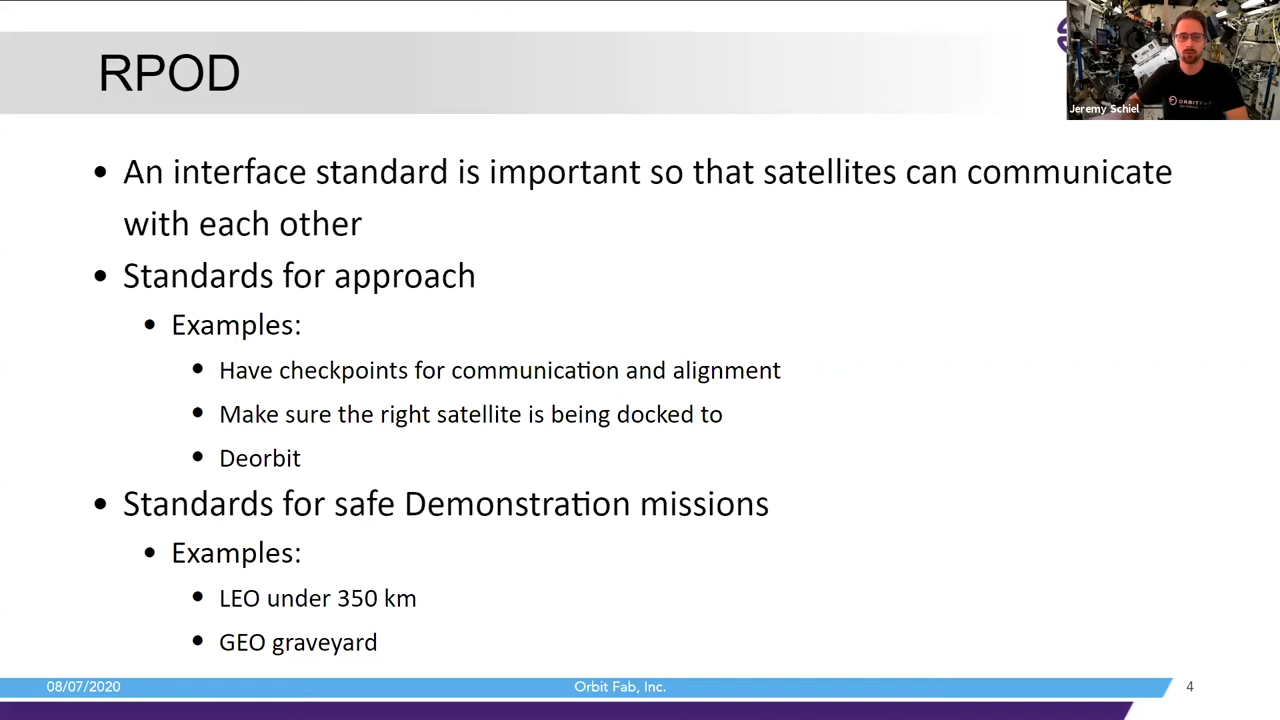 RPOD
Jeremy Schiel
ORBITFAB
• An interface standard is important so that satellites can communicate
with each other
• Standards for approach
• Examples:
• Have checkpoints for communication and alignment
• Make sure the right satellite is being docked to
• Deorbit
• Standards for safe Demonstration missions
• Examples:
• LEO under 350 km
• GEO graveyard
08/07/2020
Orbit Fab, Inc.
4